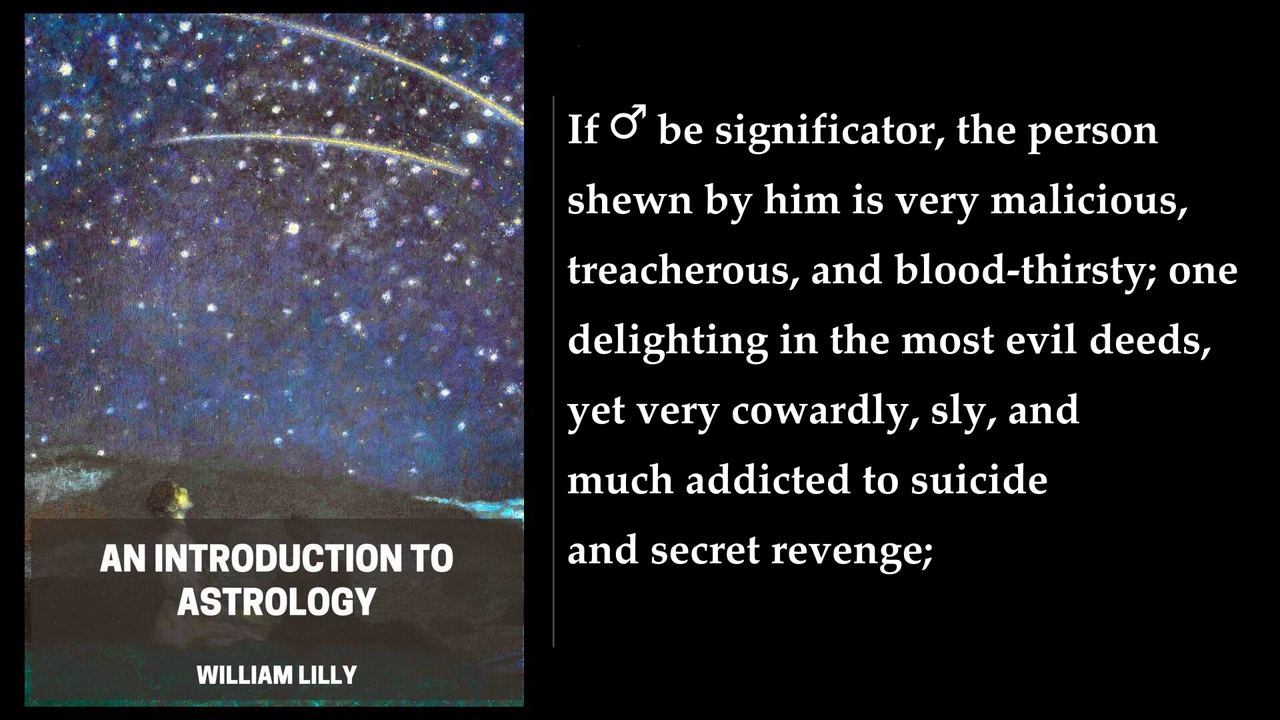 AN INTRODUCTION TO
ASTROLOGY
WILLIAM LILLY
If ♂ be significator, the person
shewn by him is very malicious,
treacherous, and blood-thirsty; one
delighting in the most evil deeds,
yet very cowardly, sly, and
much addicted to suicide
and secret revenge;